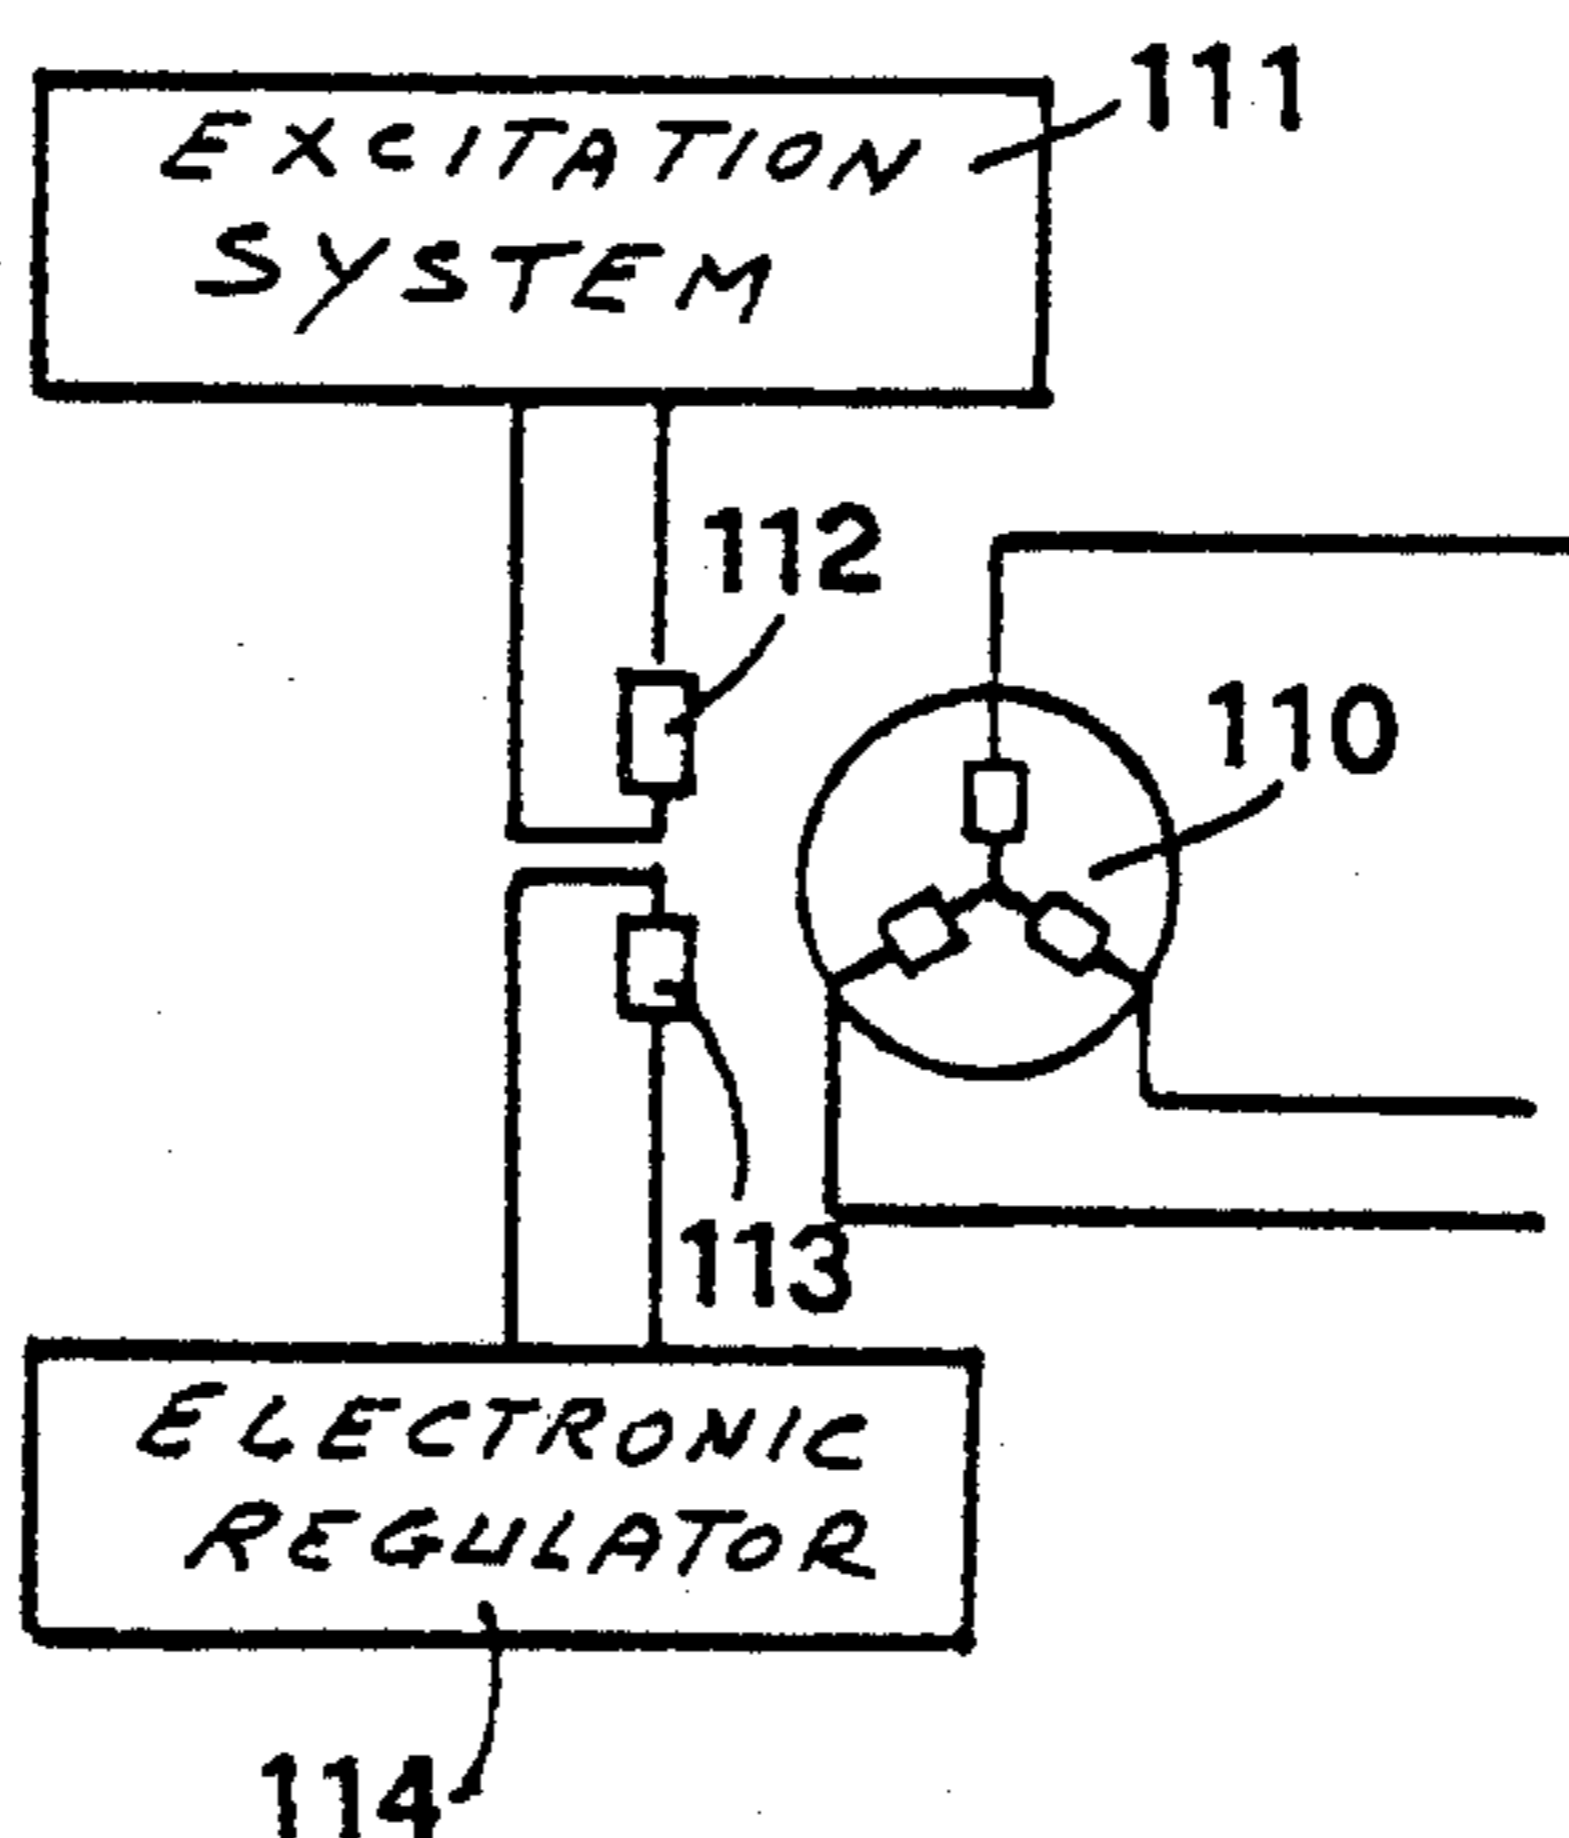 111
EXCITATION
SYSTEM
112
110
113
ELECTRONIC
REGULATOR
114